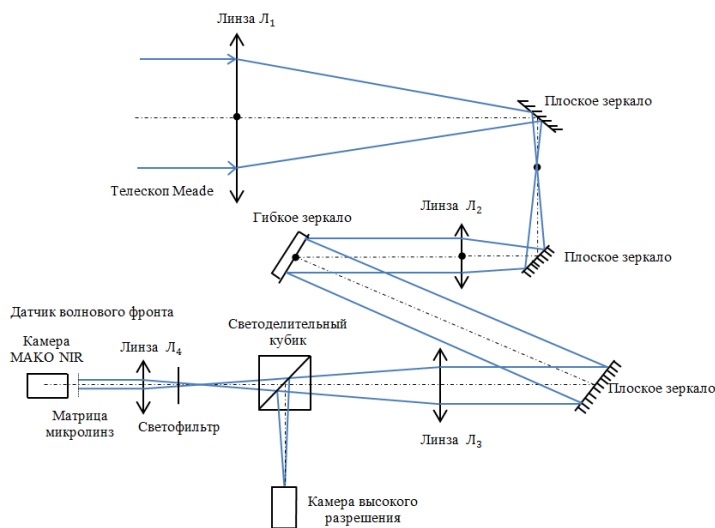 Линза Л₁
Плоское зеркало
Телескоп Meade
Линза Л₂
Гибкое зеркало
Плоское зеркало
Датчик волнового фронта
Камера
MAKO NIR
Линза Л₄
Светоделительный
кубик
Плоское зеркало
Матрица
микролинз
Светофильтр
Линза Л₃
Камера высокого
разрешения